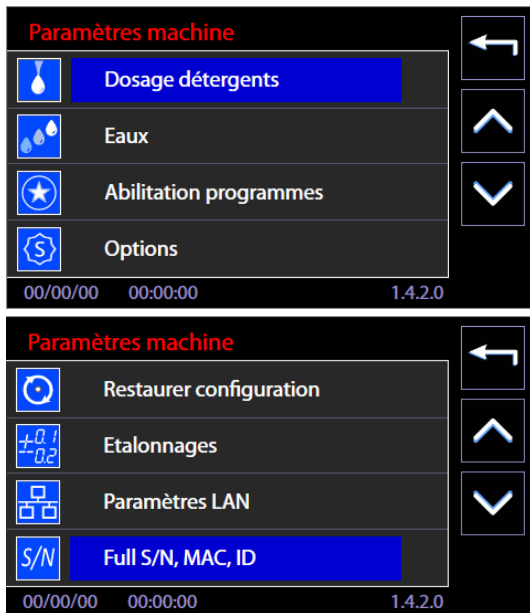 Paramètres machine
Dosage détergents
Eaux
Abilitation programmes
S Options
00/00/00 00:00:00 1.4.2.0
Paramètres machine
Restaurer configuration
+0.1 -0.2 Etalonnages
Paramètres LAN
S/N Full S/N, MAC, ID
00/00/00 00:00:00 1.4.2.0